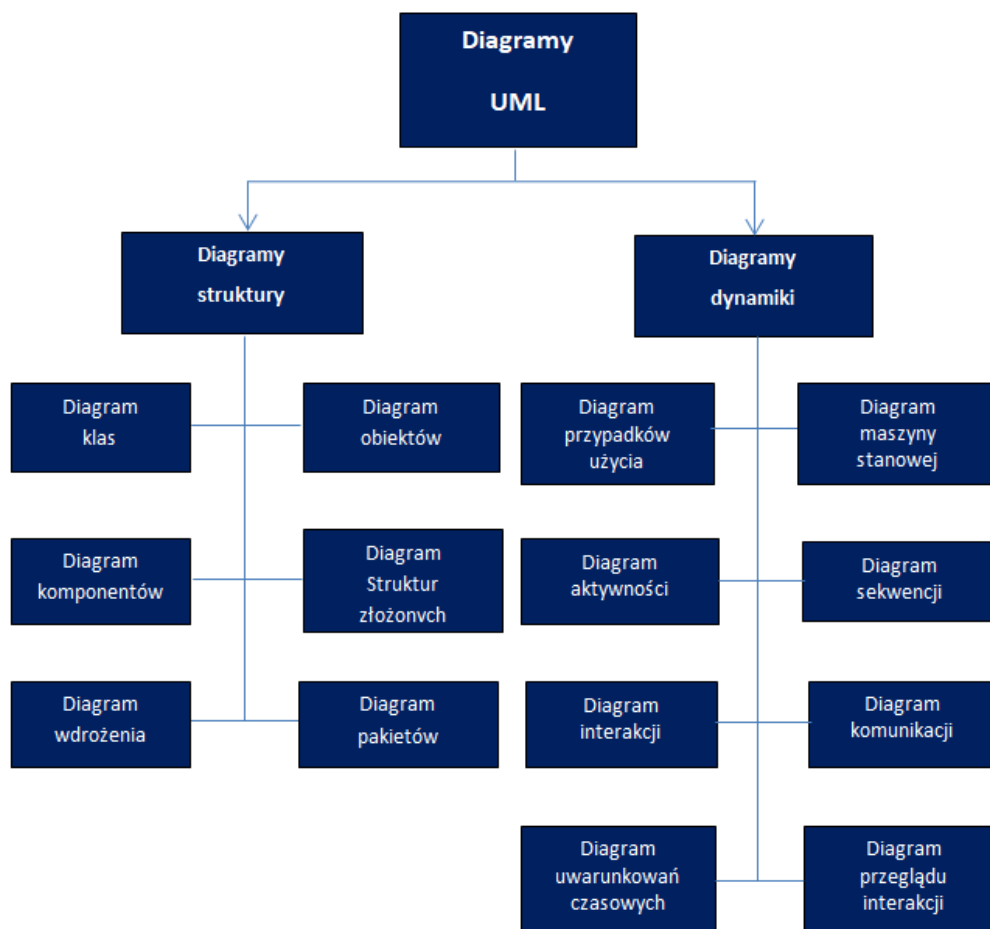 Diagramy
UML
Diagramy
struktury
Diagramy
dynamiki
Diagram
klas
Diagram
obiektów
Diagram
przypadków
użycia
Diagram
maszyny
stanowej
Diagram
komponentów
Diagram
Struktur
złożonych
Diagram
aktywności
Diagram
sekwencji
Diagram
wdrożenia
Diagram
pakietów
Diagram
interakcji
Diagram
komunikacji
Diagram
uwarunkowań
czasowych
Diagram
przeglądu
interakcji